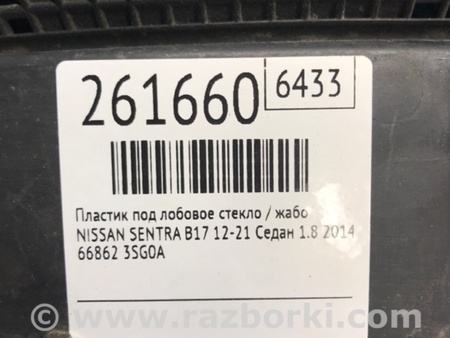 261660
6433
Пластик под лобовое стекло / жабо
NISSAN SENTRA B17 12-21 Седан 1.8 2014
66862 3SG0A
© www.razborki.com